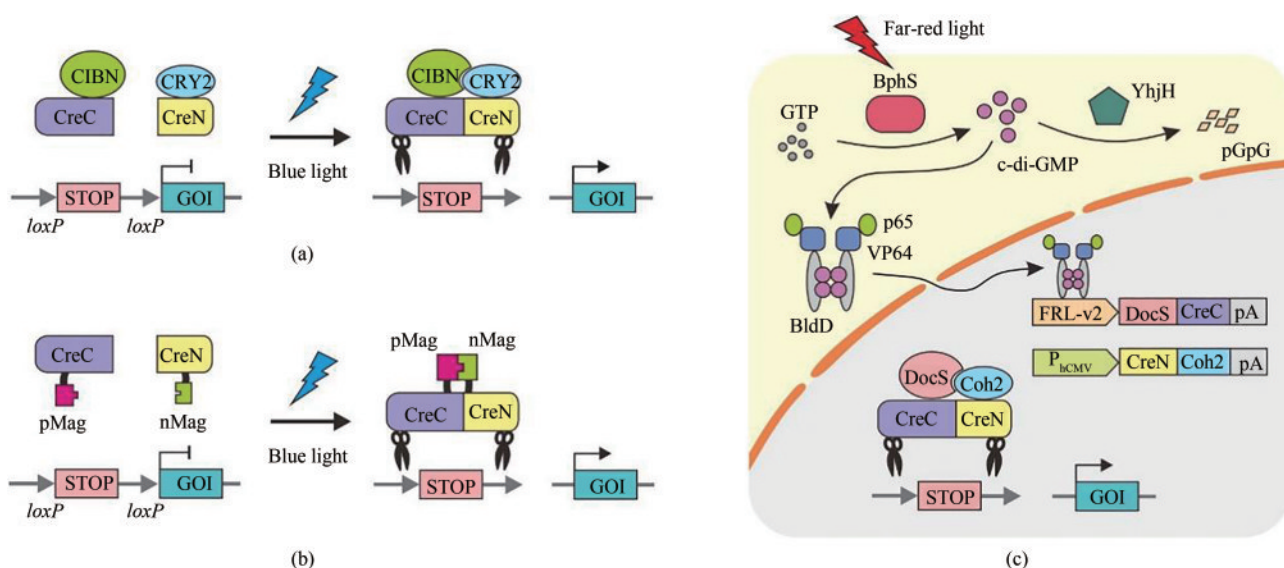 CIBN
CRY2
CreC
CreN
STOP
GOI
loxP
loxP
Blue light
CIBN
CRY2
CreC
CreN
STOP
GOI
(a)
CreC
CreN
pMag
nMag
STOP
GOI
loxP
loxP
Blue light
pMag
nMag
CreC
CreN
STOP
GOI
(b)
Far-red light
BphS
YhjH
GTP
c-di-GMP
pGpG
p65
VP64
BldD
FRL-v2
DocS
CreC
pA
PhCMV
CreN
Coh2
pA
DocS
Coh2
CreC
CreN
STOP
GOI
(c)